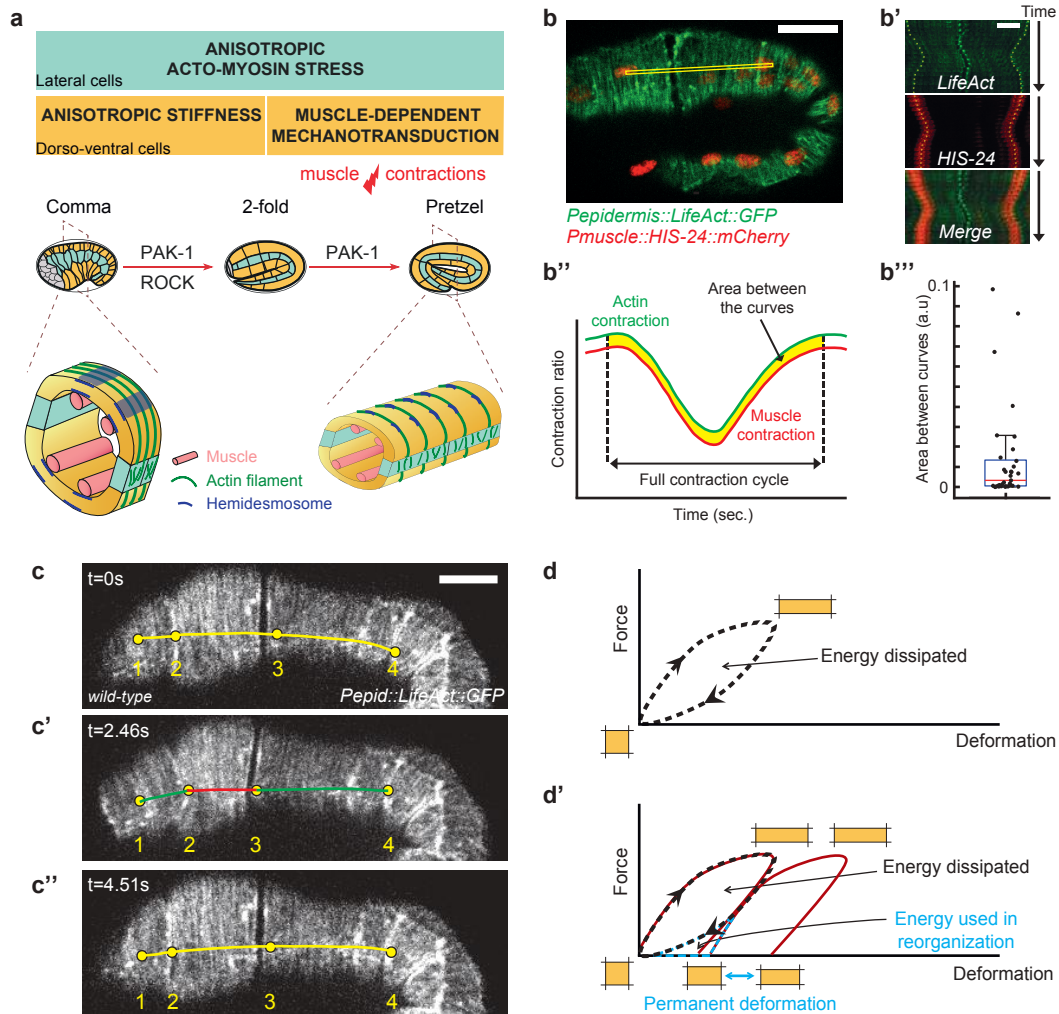 a
ANISOTROPIC
ACTO-MYOSIN STRESS
Lateral cells
ANISOTROPIC STIFFNESS
MUSCLE-DEPENDENT
MECHANOTRANSDUCTION
Dorso-ventral cells
muscle contractions
Comma
2-fold
Pretzel
PAK-1
ROCK
PAK-1
Muscle
Actin filament
Hemidesmosome
b
Pepidermis::LifeAct::GFP
Pmuscle::HIS-24::mCherry
b'
Time
LifeAct
HIS-24
Merge
b''
Contraction ratio
Actin
contraction
Area between
the curves
Muscle
contraction
Full contraction cycle
Time (sec.)
b'''
Area between curves (a.u)
0.1
0
c
t=0s
1
2
3
4
wild-type
Pepid::LifeAct::GFP
c'
t=2.46s
1
2
3
4
c''
t=4.51s
1
2
3
4
d
Force
Energy dissipated
Deformation
d'
Force
Energy dissipated
Energy used in
reorganization
Deformation
Permanent deformation